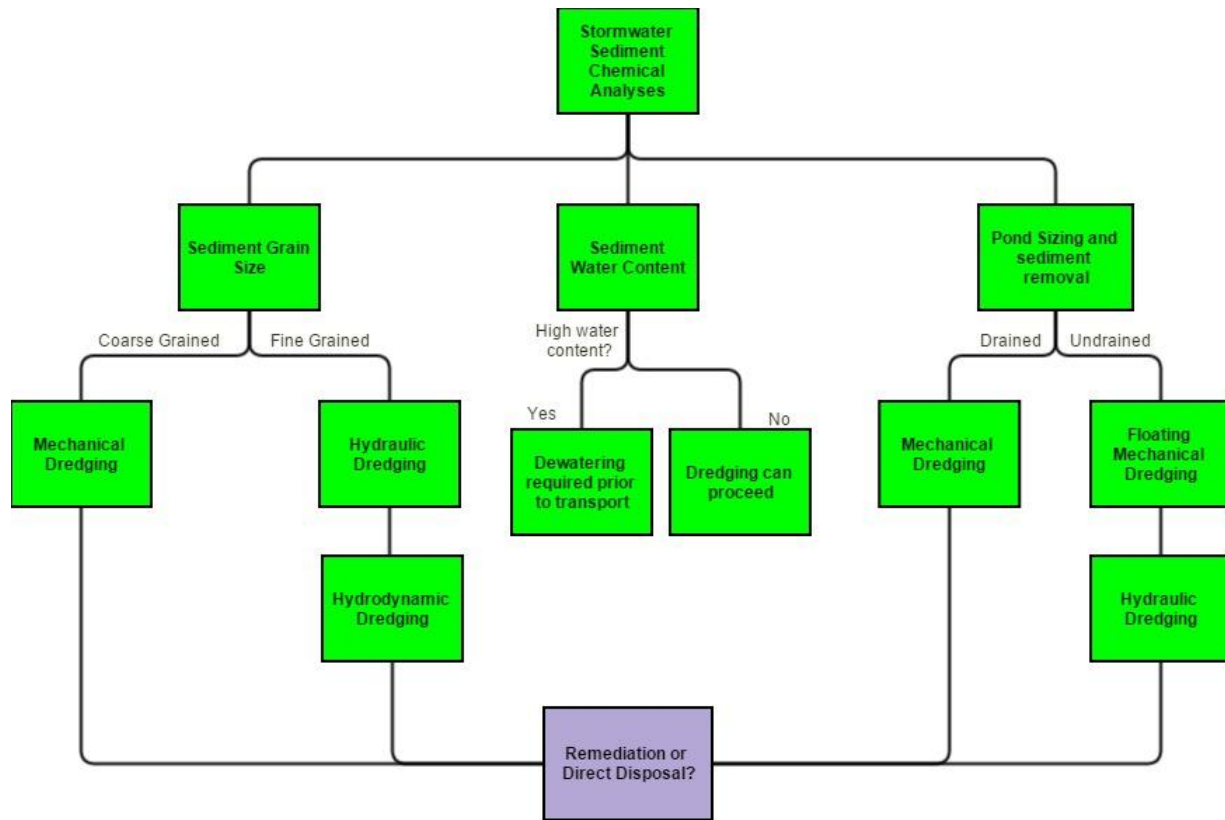 Stormwater
Sediment
Chemical
Analyses
Sediment Grain
Size
Sediment
Water Content
Pond Sizing and
sediment
removal
Coarse Grained
Fine Grained
High water
content?
Drained
Undrained
Mechanical
Dredging
Hydraulic
Dredging
Yes
No
Dewatering
required prior
to transport
Dredging can
proceed
Mechanical
Dredging
Floating
Mechanical
Dredging
Hydrodynamic
Dredging
Hydraulic
Dredging
Remediation or
Direct Disposal?